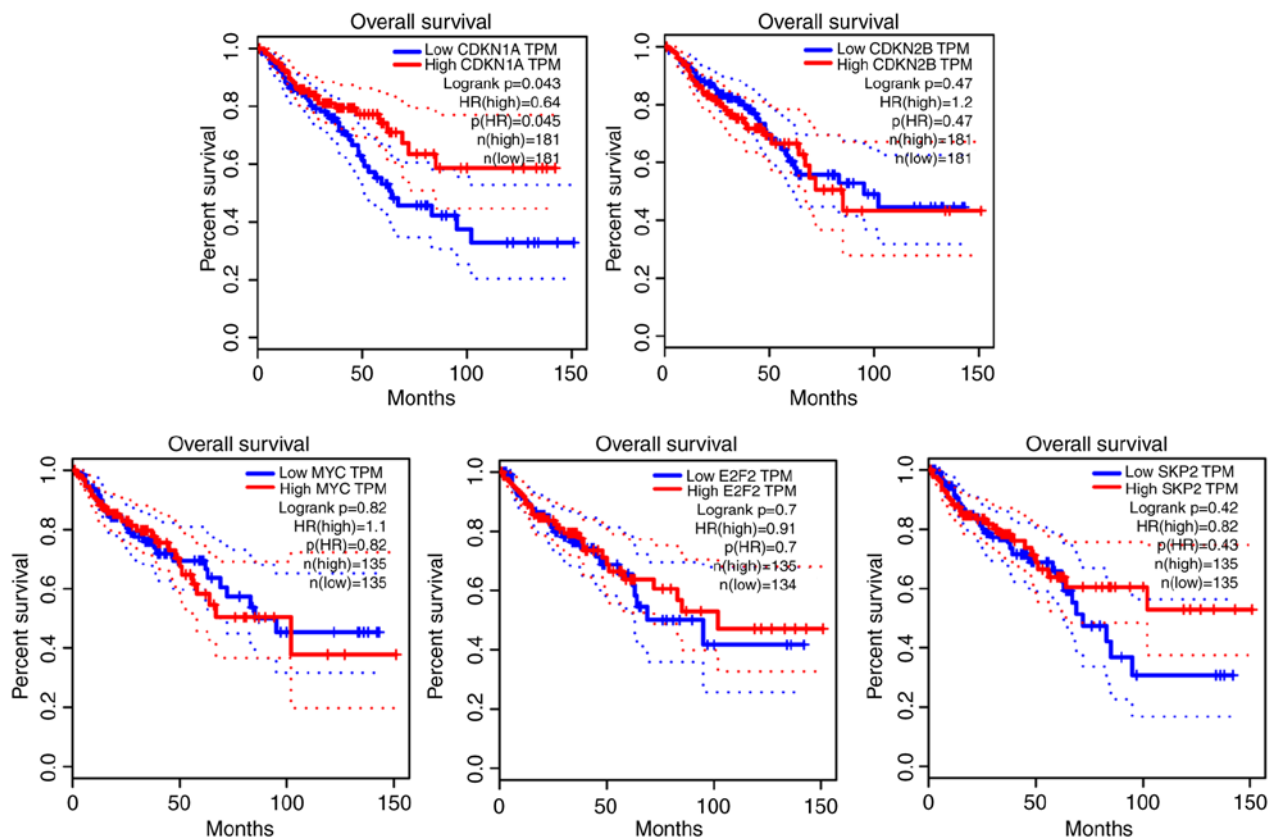 Overall survival
Low CDKN1A TPM
High CDKN1A TPM
Logrank p=0.043
HR(high)=0.64
p(HR)=0.045
n(high)=181
n(low)=181
Percent survival
0.0 0.2 0.4 0.6 0.8 1.0
0 50 100 150
Months
Overall survival
Low CDKN2B TPM
High CDKN2B TPM
Logrank p=0.47
HR(high)=1.2
p(HR)=0.47
n(high)=181
n(low)=181
Percent survival
0.0 0.2 0.4 0.6 0.8 1.0
0 50 100 150
Months
Overall survival
Low MYC TPM
High MYC TPM
Logrank p=0.82
HR(high)=1.1
p(HR)=0.82
n(high)=135
n(low)=135
Percent survival
0.0 0.2 0.4 0.6 0.8 1.0
0 50 100 150
Months
Overall survival
Low E2F2 TPM
High E2F2 TPM
Logrank p=0.7
HR(high)=0.91
p(HR)=0.7
n(high)=135
n(low)=134
Percent survival
0.0 0.2 0.4 0.6 0.8 1.0
0 50 100 150
Months
Overall survival
Low SKP2 TPM
High SKP2 TPM
Logrank p=0.42
HR(high)=0.82
p(HR)=0.43
n(high)=135
n(low)=135
Percent survival
0.0 0.2 0.4 0.6 0.8 1.0
0 50 100 150
Months